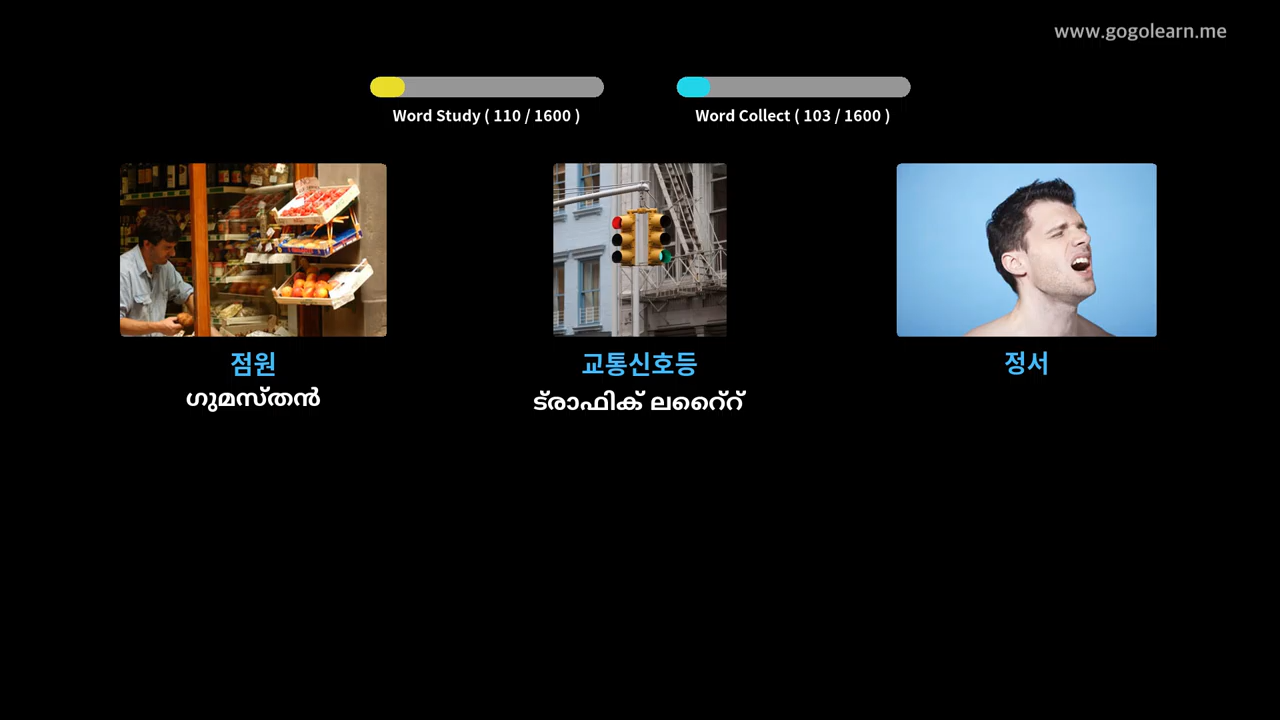 www.gogolearn.me
Word Study ( 110 / 1600 )
Word Collect ( 103 / 1600 )
점원
교통신호등
정서
ഗുമസ്തൻ
ട്രാഫിക് ലൈറ്റ്